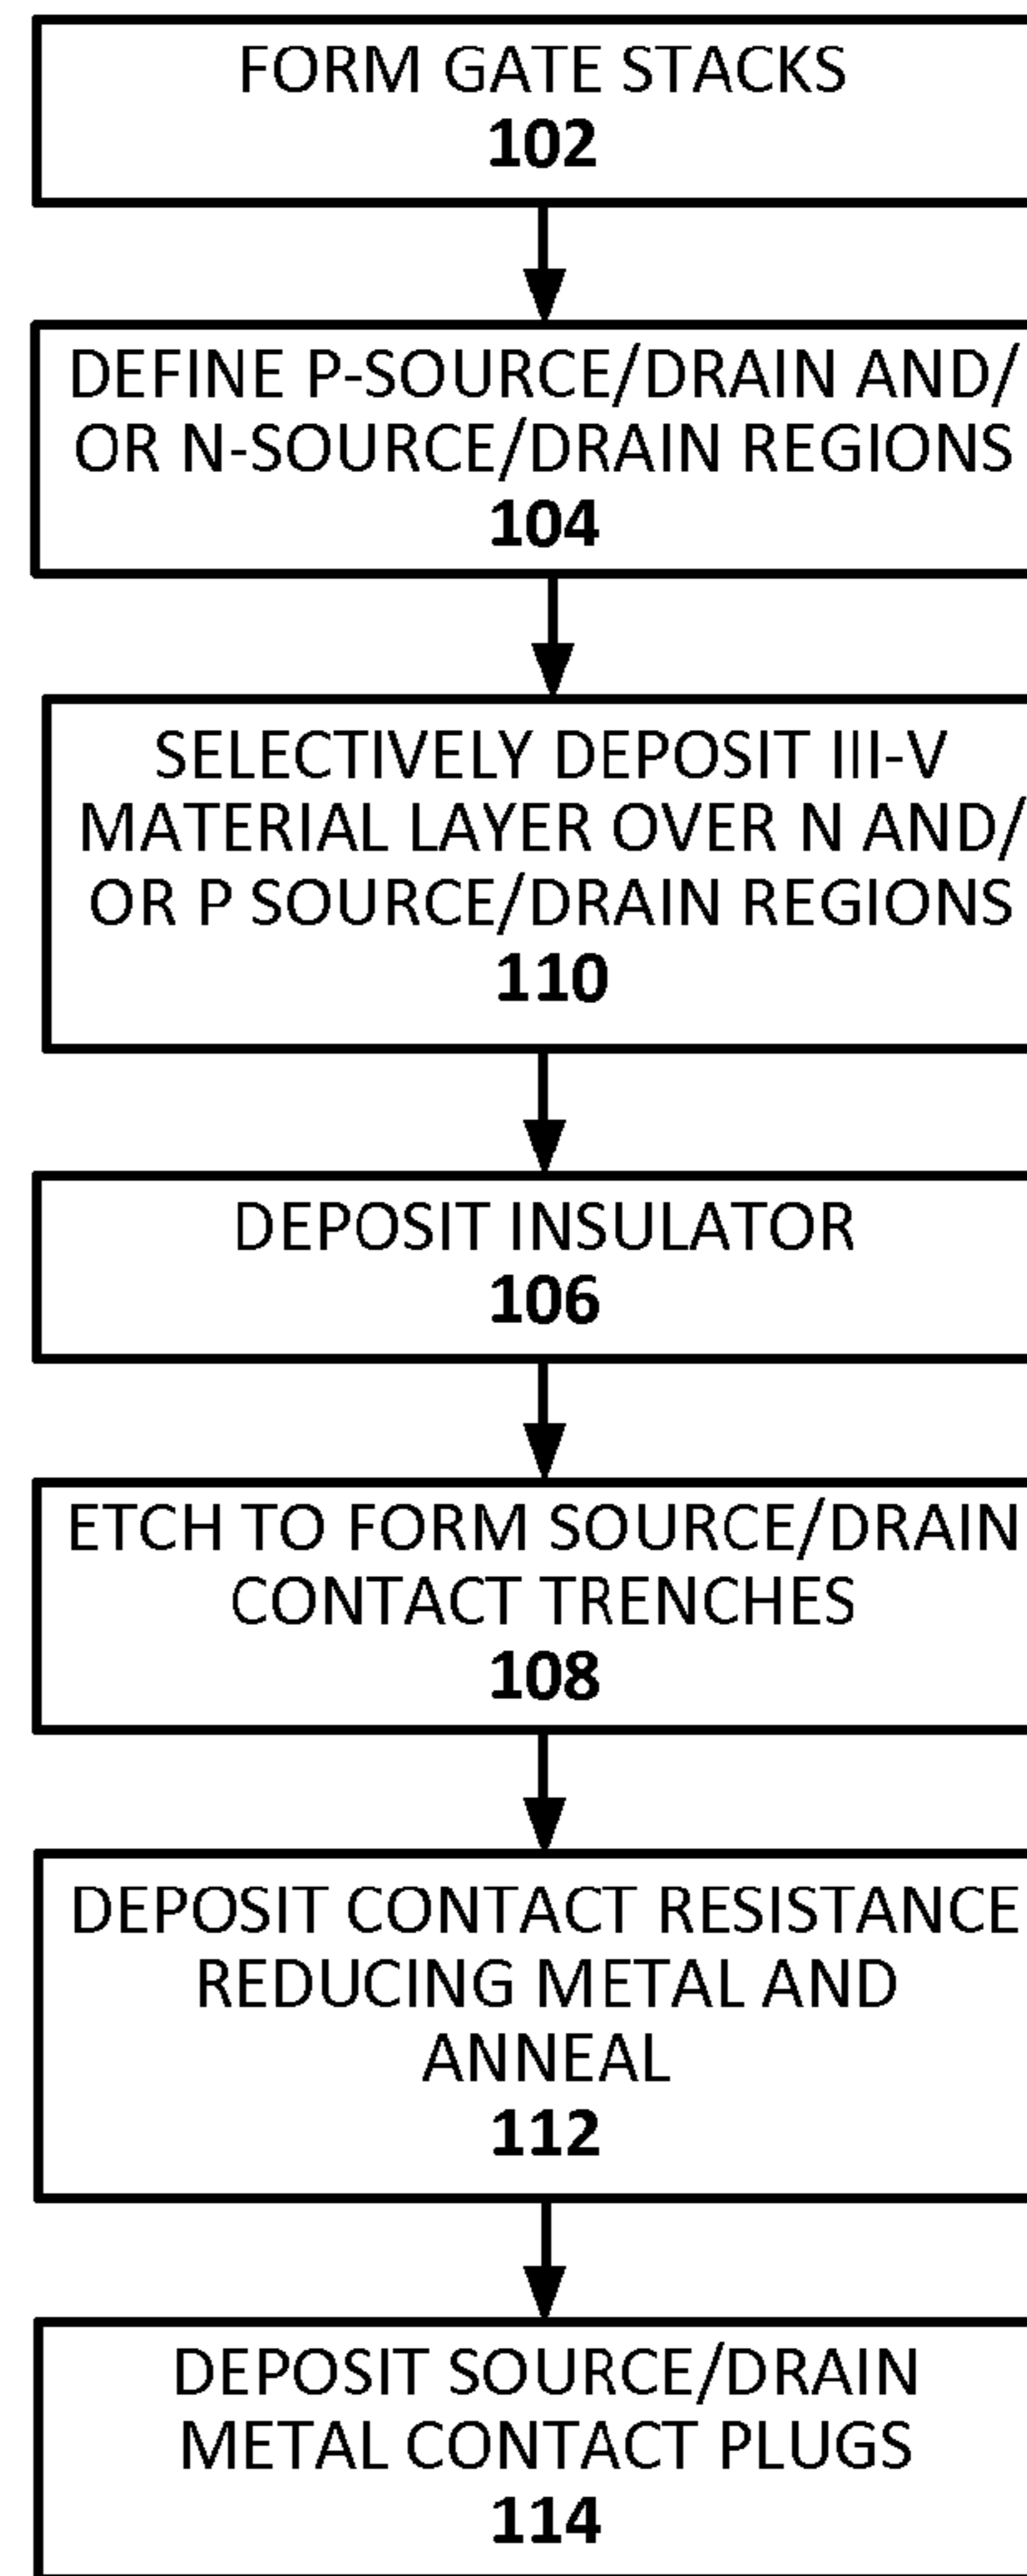 FORM GATE STACKS
102
DEFINE P-SOURCE/DRAIN AND/
OR N-SOURCE/DRAIN REGIONS
104
SELECTIVELY DEPOSIT III-V
MATERIAL LAYER OVER N AND/
OR P SOURCE/DRAIN REGIONS
110
DEPOSIT INSULATOR
106
ETCH TO FORM SOURCE/DRAIN
CONTACT TRENCHES
108
DEPOSIT CONTACT RESISTANCE
REDUCING METAL AND
ANNEAL
112
DEPOSIT SOURCE/DRAIN
METAL CONTACT PLUGS
114